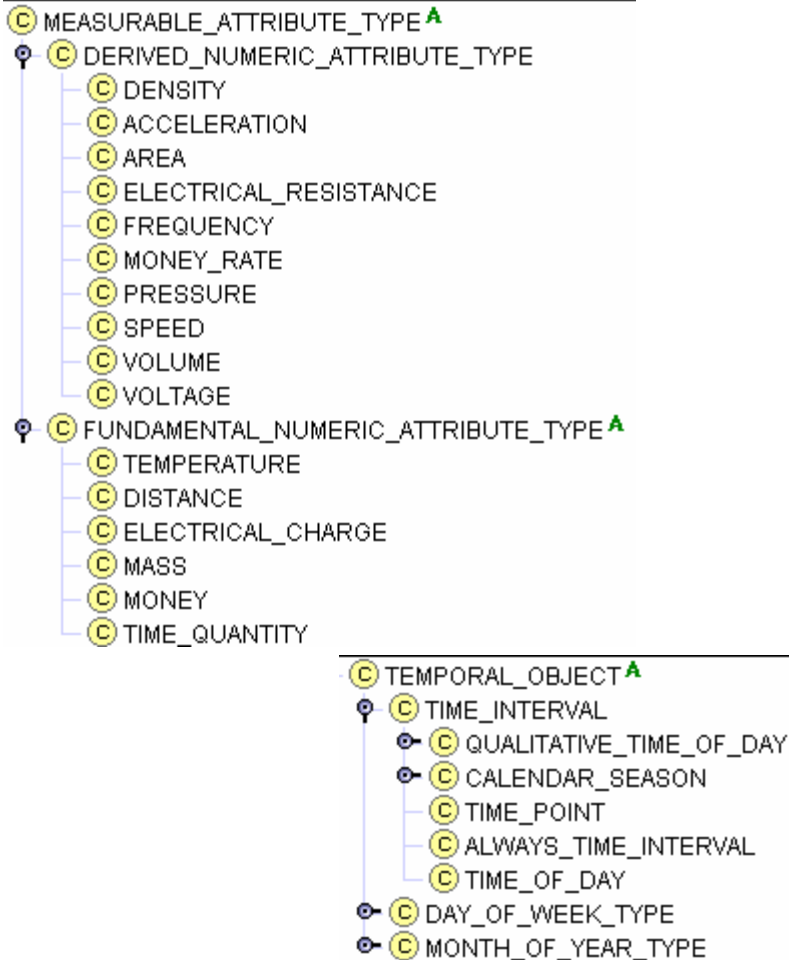 C MEASURABLE_ATTRIBUTE_TYPE A
C DERIVED_NUMERIC_ATTRIBUTE_TYPE
C DENSITY
C ACCELERATION
C AREA
C ELECTRICAL_RESISTANCE
C FREQUENCY
C MONEY_RATE
C PRESSURE
C SPEED
C VOLUME
C VOLTAGE
C FUNDAMENTAL_NUMERIC_ATTRIBUTE_TYPE A
C TEMPERATURE
C DISTANCE
C ELECTRICAL_CHARGE
C MASS
C MONEY
C TIME_QUANTITY
C TEMPORAL_OBJECT A
C TIME_INTERVAL
C QUALITATIVE_TIME_OF_DAY
C CALENDAR_SEASON
C TIME_POINT
C ALWAYS_TIME_INTERVAL
C TIME_OF_DAY
C DAY_OF_WEEK_TYPE
C MONTH_OF_YEAR_TYPE